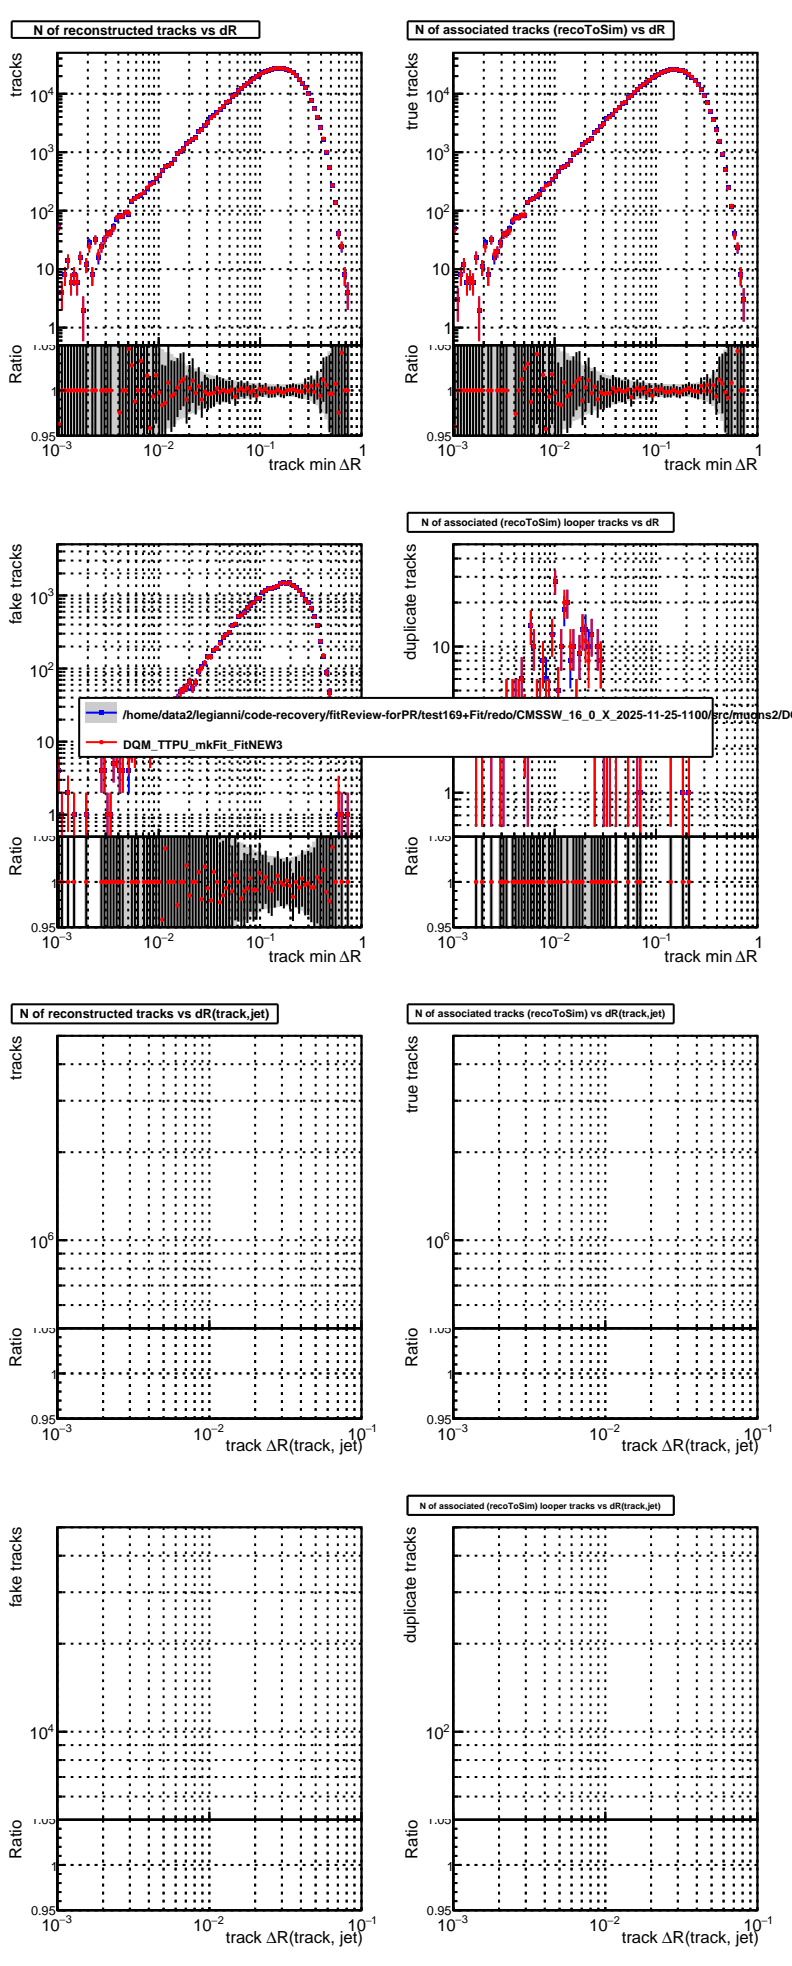 N of reconstructed tracks vs dR
tracks
10⁴
10³
10²
10
1
Ratio
1.05
1
0.95
10⁻³ 10⁻² 10⁻¹ 1
track min ΔR
N of associated tracks (recoToSim) vs dR
true tracks
10⁴
10³
10²
10
1
Ratio
1.05
1
0.95
10⁻³ 10⁻² 10⁻¹ 1
track min ΔR
fake tracks
10³
10²
10
1
Ratio
1.05
1
0.95
10⁻³ 10⁻² 10⁻¹ 1
track min ΔR
N of associated (recoToSim) looper tracks vs dR
duplicate tracks
10
1
Ratio
1.05
1
0.95
10⁻³ 10⁻² 10⁻¹ 1
track min ΔR
/home/data2/legianni/code-recovery/fitReview-forPR/test169+Fit/redo/CMSSW_16_0_X_2025-11-25-1100/src/muons2/
DQM_TTPU_mkFit_FitNEW3
N of reconstructed tracks vs dR(track,jet)
tracks
10⁶
Ratio
1.05
1
0.95
10⁻³ 10⁻² 10⁻¹
track ΔR(track, jet)
N of associated tracks (recoToSim) vs dR(track,jet)
true tracks
10⁶
Ratio
1.05
1
0.95
10⁻³ 10⁻² 10⁻¹
track ΔR(track, jet)
fake tracks
10⁴
Ratio
1.05
1
0.95
10⁻³ 10⁻² 10⁻¹
track ΔR(track, jet)
N of associated (recoToSim) looper tracks vs dR(track,jet)
duplicate tracks
10²
Ratio
1.05
1
0.95
10⁻³ 10⁻² 10⁻¹
track ΔR(track, jet)